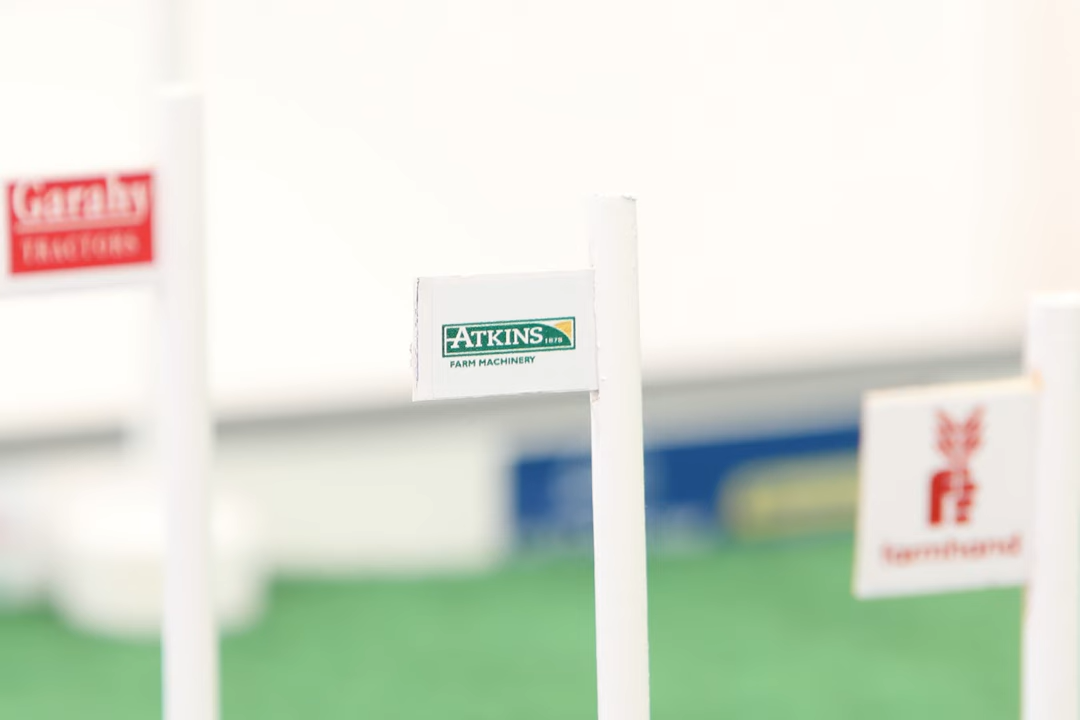 Garahy
TRACTORS
ATKINS 1878
FARM MACHINERY
farmhand